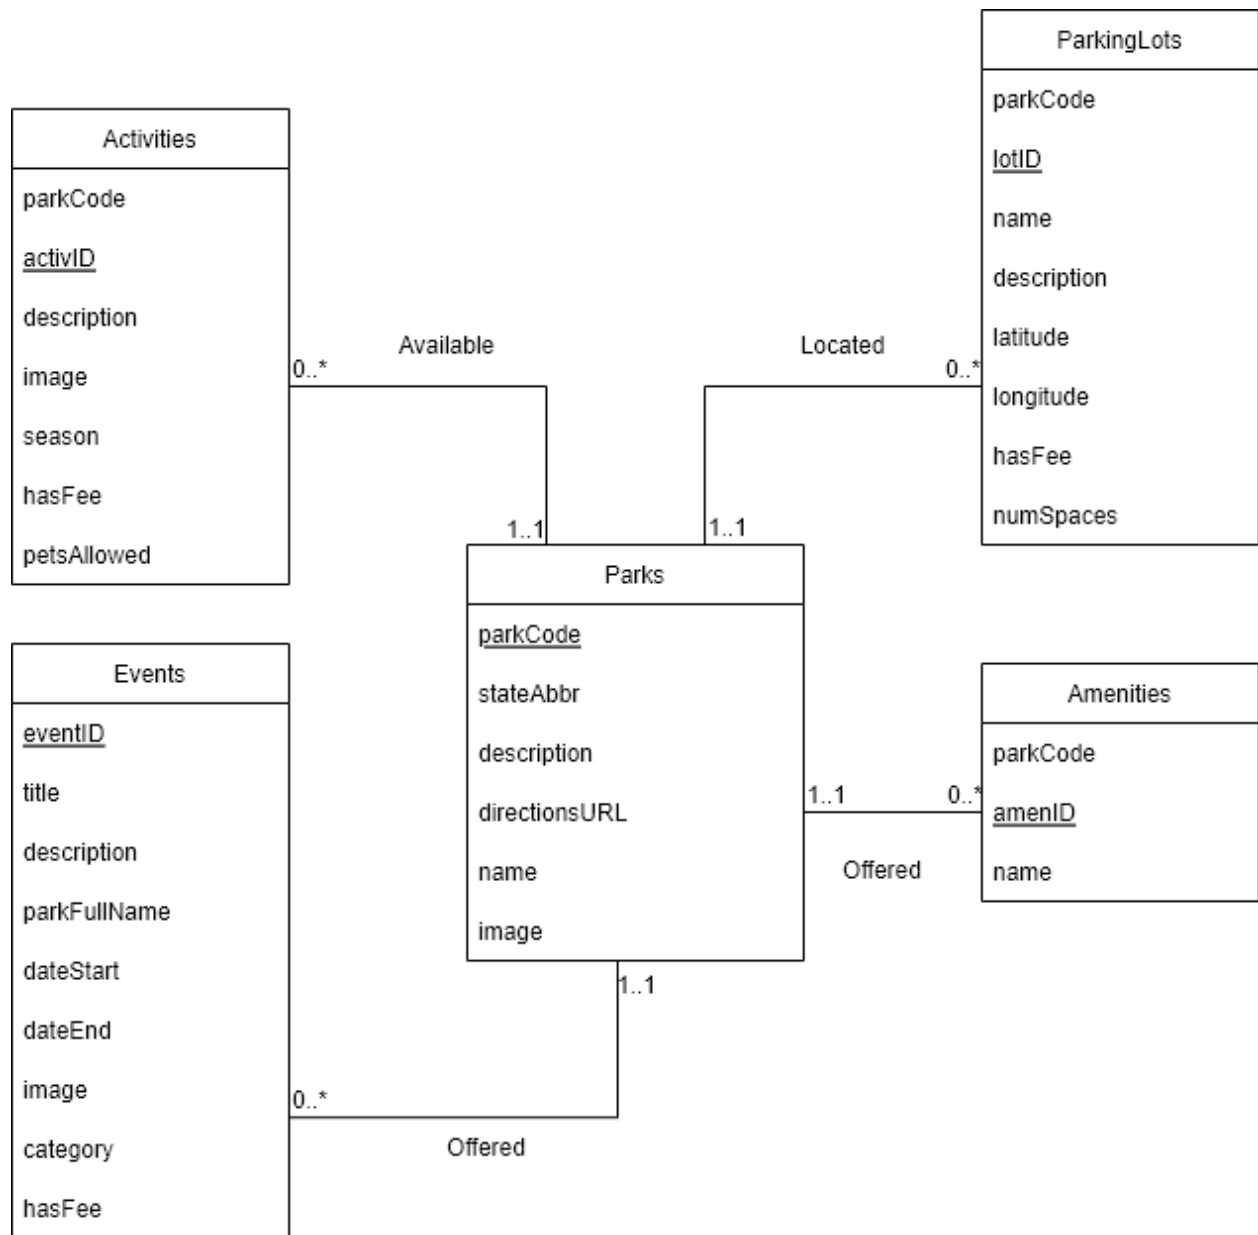 ParkingLots
parkCode
lotID
name
description
latitude
longitude
hasFee
numSpaces
Activities
parkCode
activID
description
image
season
hasFee
petsAllowed
Available
0..*
1..1
Located
0..*
1..1
Parks
parkCode
stateAbbr
description
directionsURL
name
image
Events
eventID
title
description
parkFullName
dateStart
dateEnd
image
category
hasFee
Amenities
parkCode
amenID
name
1..1
0..*
Offered
1..1
0..*
Offered